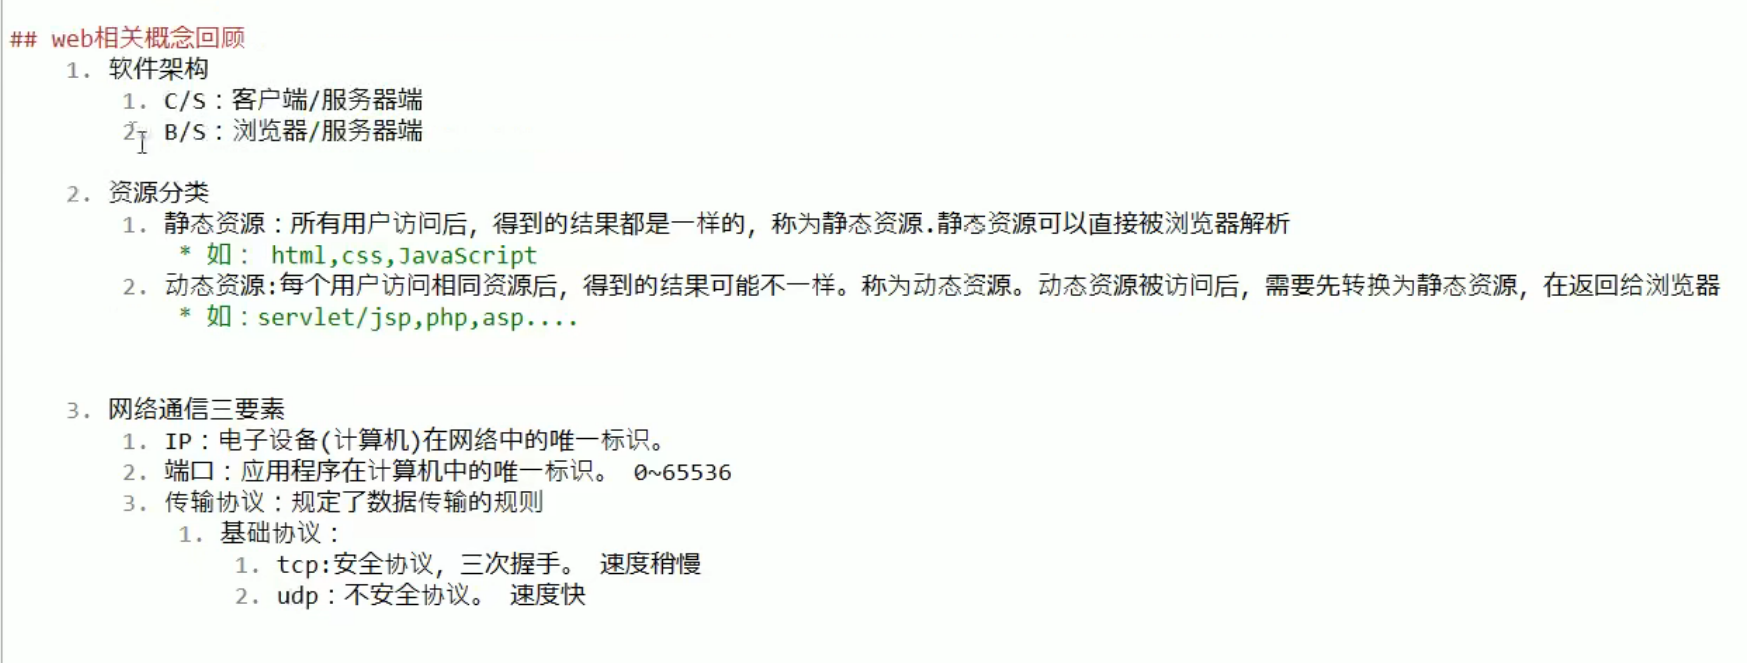 ## web相关概念回顾
1. 软件架构
1. C/S：客户端/服务器端
2. B/S：浏览器/服务器端
2. 资源分类
1. 静态资源：所有用户访问后，得到的结果都是一样的，称为静态资源.静态资源可以直接被浏览器解析
* 如： html,css,JavaScript
2. 动态资源:每个用户访问相同资源后，得到的结果可能不一样。称为动态资源。动态资源被访问后，需要先转换为静态资源，在返回给浏览器
* 如：servlet/jsp,php,asp....
3. 网络通信三要素
1. IP：电子设备(计算机)在网络中的唯一标识。
2. 端口：应用程序在计算机中的唯一标识。 0~65536
3. 传输协议：规定了数据传输的规则
1. 基础协议：
1. tcp:安全协议，三次握手。 速度稍慢
2. udp：不安全协议。 速度快